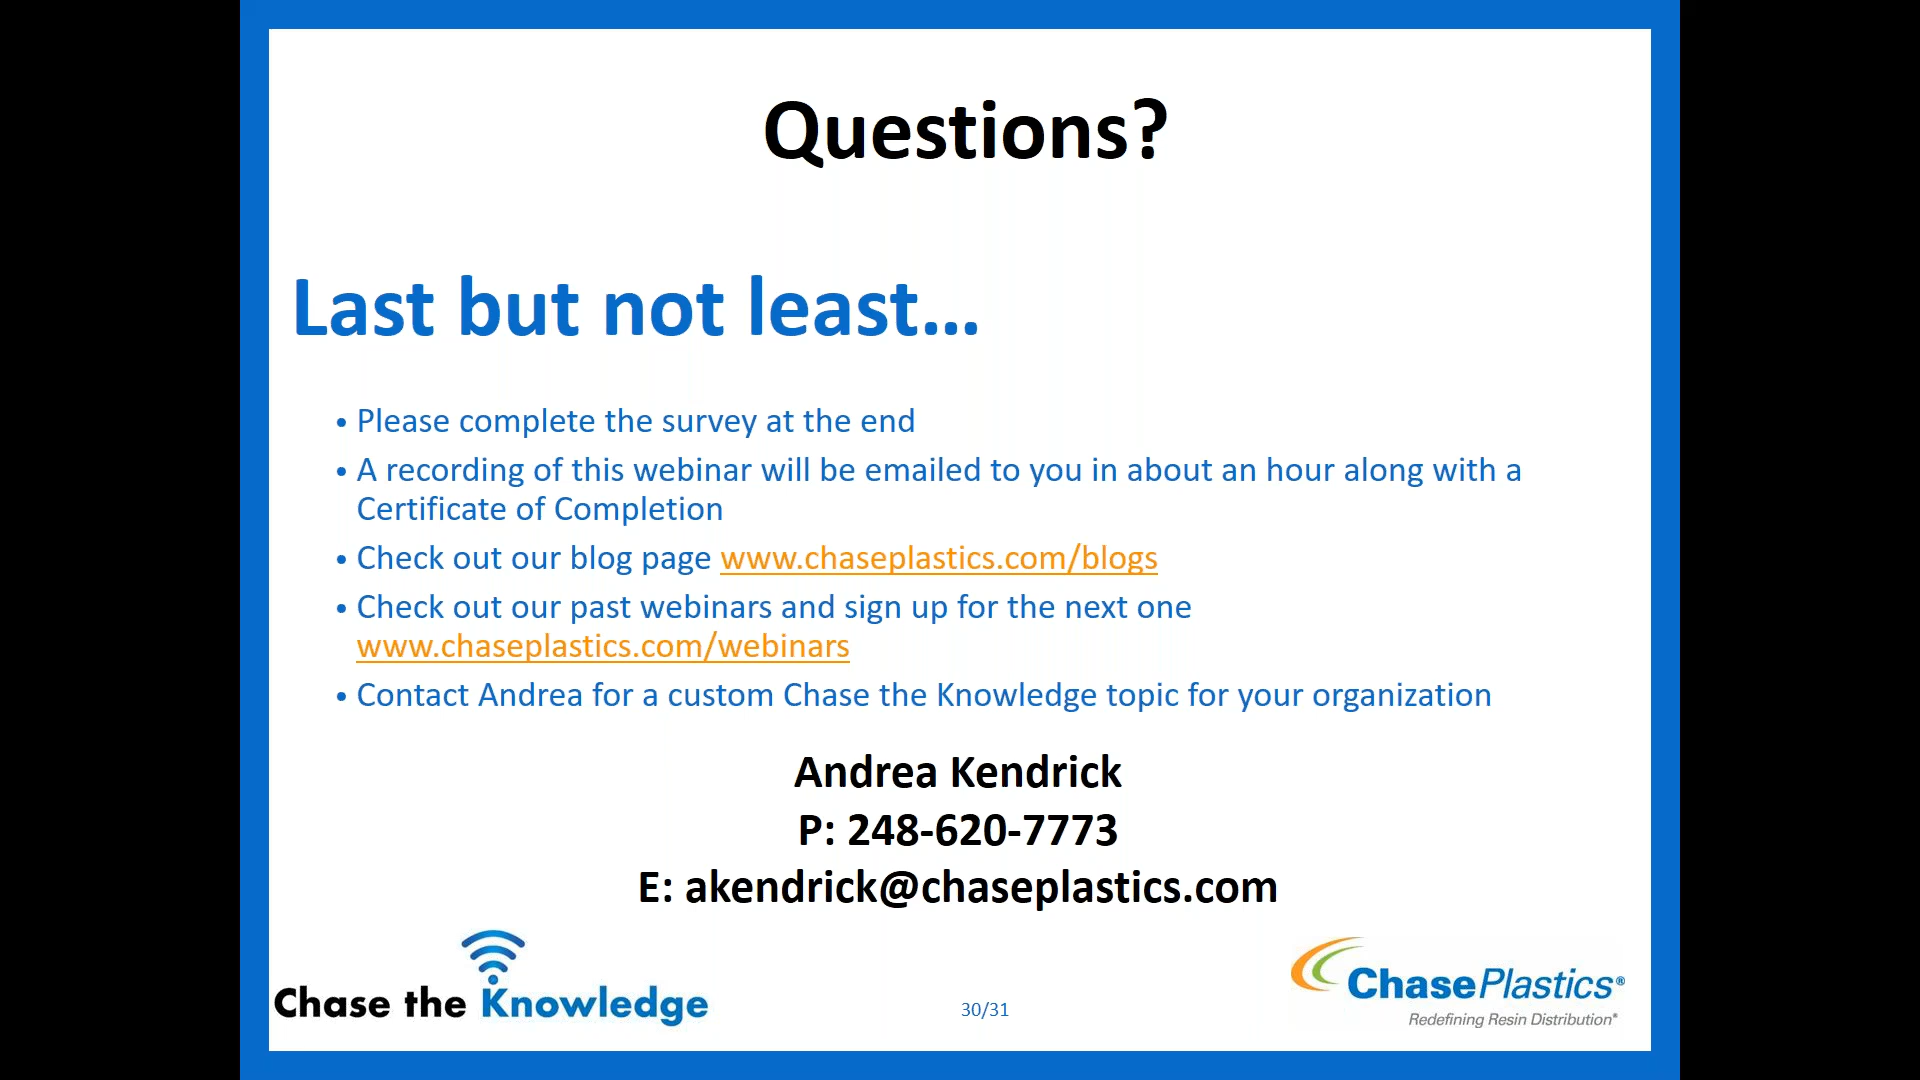 Questions?
Last but not least...
• Please complete the survey at the end
• A recording of this webinar will be emailed to you in about an hour along with a
Certificate of Completion
• Check out our blog page www.chaseplastics.com/blogs
• Check out our past webinars and sign up for the next one
www.chaseplastics.com/webinars
• Contact Andrea for a custom Chase the Knowledge topic for your organization
Andrea Kendrick
P: 248-620-7773
E: akendrick@chaseplastics.com
Chase the Knowledge
30/31
ChasePlastics®
Redefining Resin Distribution®